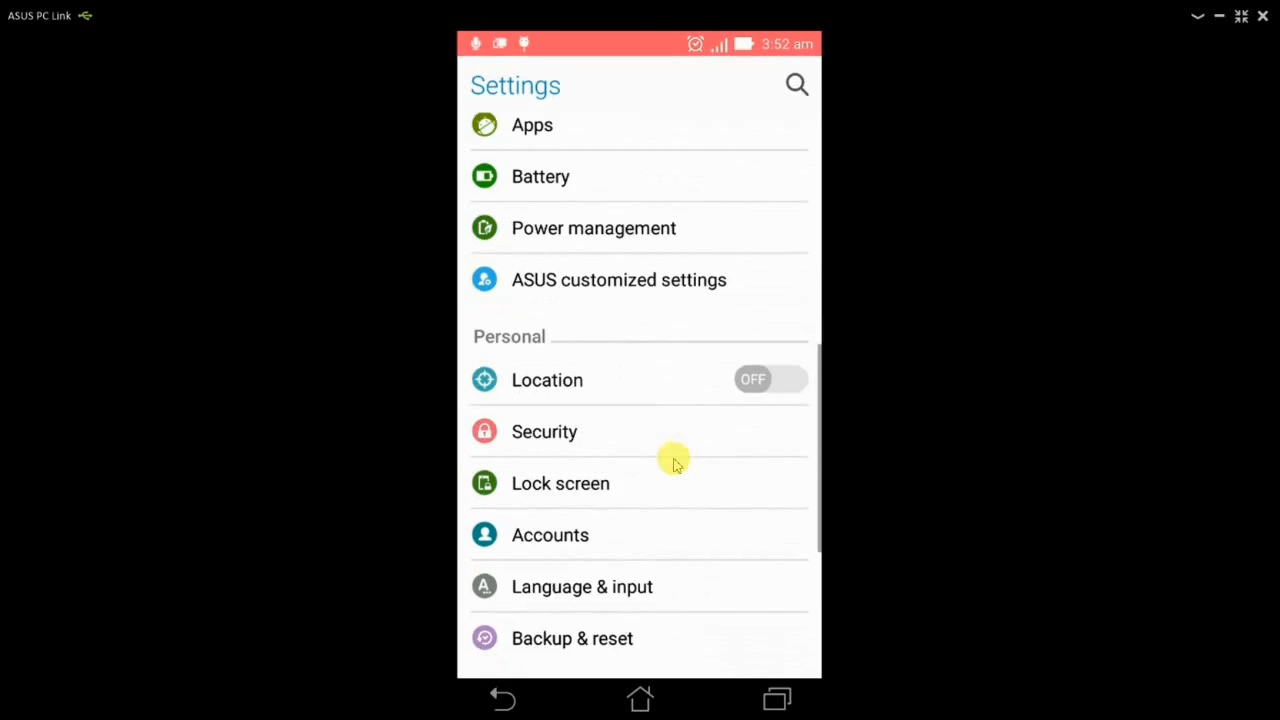 ASUS PC Link
3:52 am
Settings
Apps
Battery
Power management
ASUS customized settings
Personal
Location
OFF
Security
Lock screen
Accounts
Language & input
Backup & reset